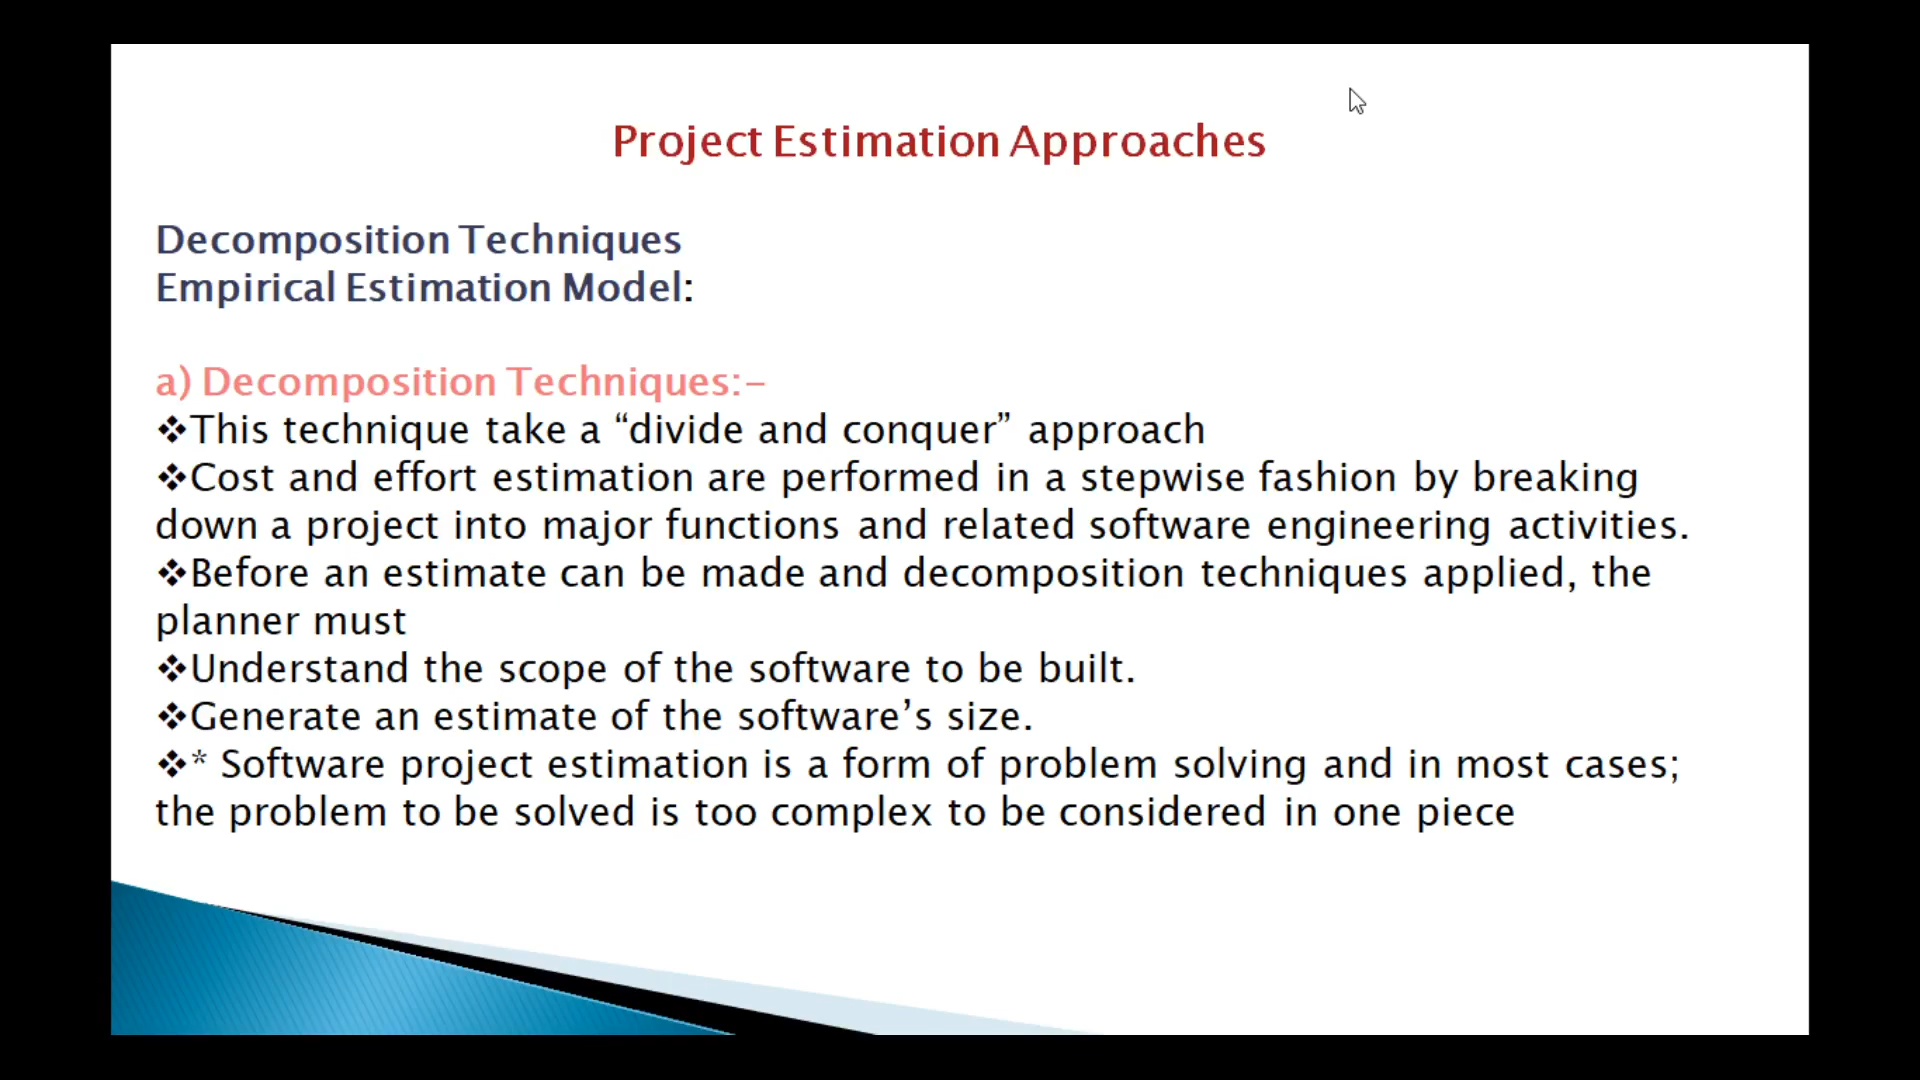 Project Estimation Approaches
Decomposition Techniques
Empirical Estimation Model:
a) Decomposition Techniques:–
❖This technique take a “divide and conquer” approach
❖Cost and effort estimation are performed in a stepwise fashion by breaking
down a project into major functions and related software engineering activities.
❖Before an estimate can be made and decomposition techniques applied, the
planner must
❖Understand the scope of the software to be built.
❖Generate an estimate of the software’s size.
❖* Software project estimation is a form of problem solving and in most cases;
the problem to be solved is too complex to be considered in one piece